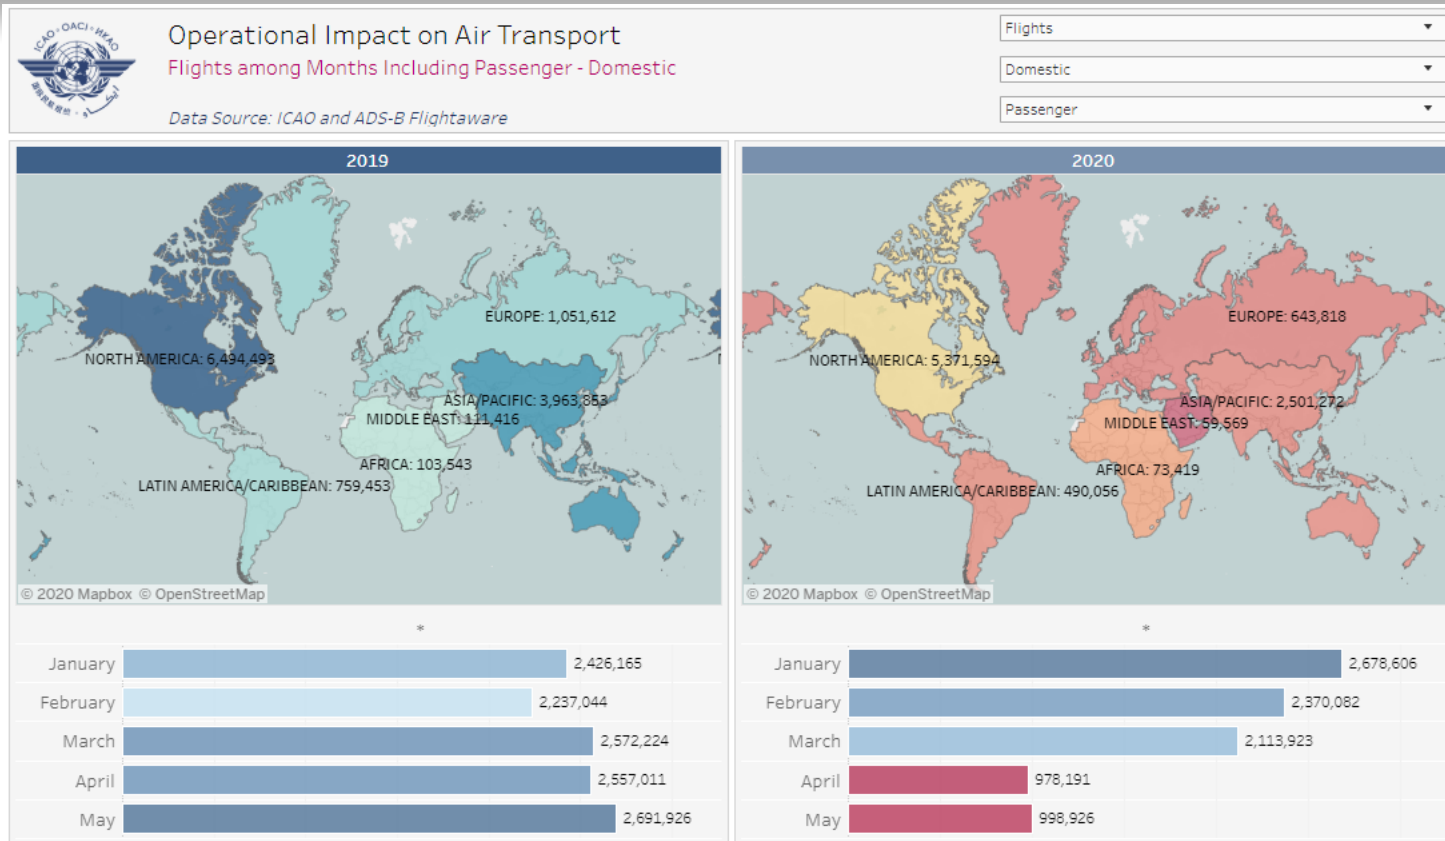 ICAO · OACI · ИКАО
Operational Impact on Air Transport
Flights among Months Including Passenger - Domestic
Data Source: ICAO and ADS-B Flightaware
Flights
Domestic
Passenger
2019
EUROPE: 1,051,612
NORTH AMERICA: 6,494,493
ASIA/PACIFIC: 3,963,853
MIDDLE EAST: 111,416
AFRICA: 103,543
LATIN AMERICA/CARIBBEAN: 759,453
© 2020 Mapbox © OpenStreetMap
*
January 2,426,165
February 2,237,044
March 2,572,224
April 2,557,011
May 2,691,926
2020
EUROPE: 643,818
NORTH AMERICA: 5,371,594
ASIA/PACIFIC: 2,501,272
MIDDLE EAST: 59,569
AFRICA: 73,419
LATIN AMERICA/CARIBBEAN: 490,056
© 2020 Mapbox © OpenStreetMap
*
January 2,678,606
February 2,370,082
March 2,113,923
April 978,191
May 998,926